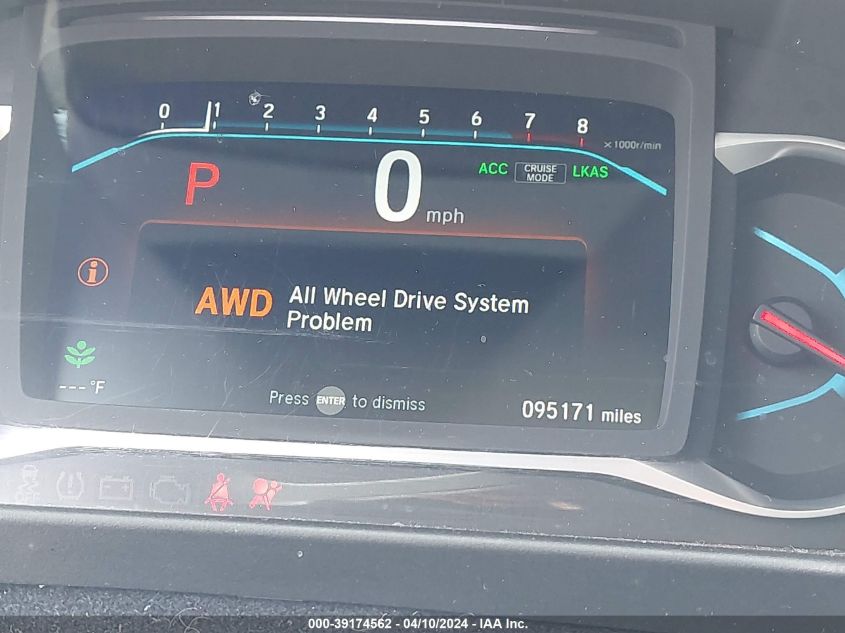 0 1 2 3 4 5 6 7 8
x 1000r/min
P 0 mph ACC CRUISE MODE LKAS
AWD All Wheel Drive System
Problem
---°F
Press ENTER to dismiss
095171 miles
OFF
000-39174562 - 04/10/2024 - IAA Inc.